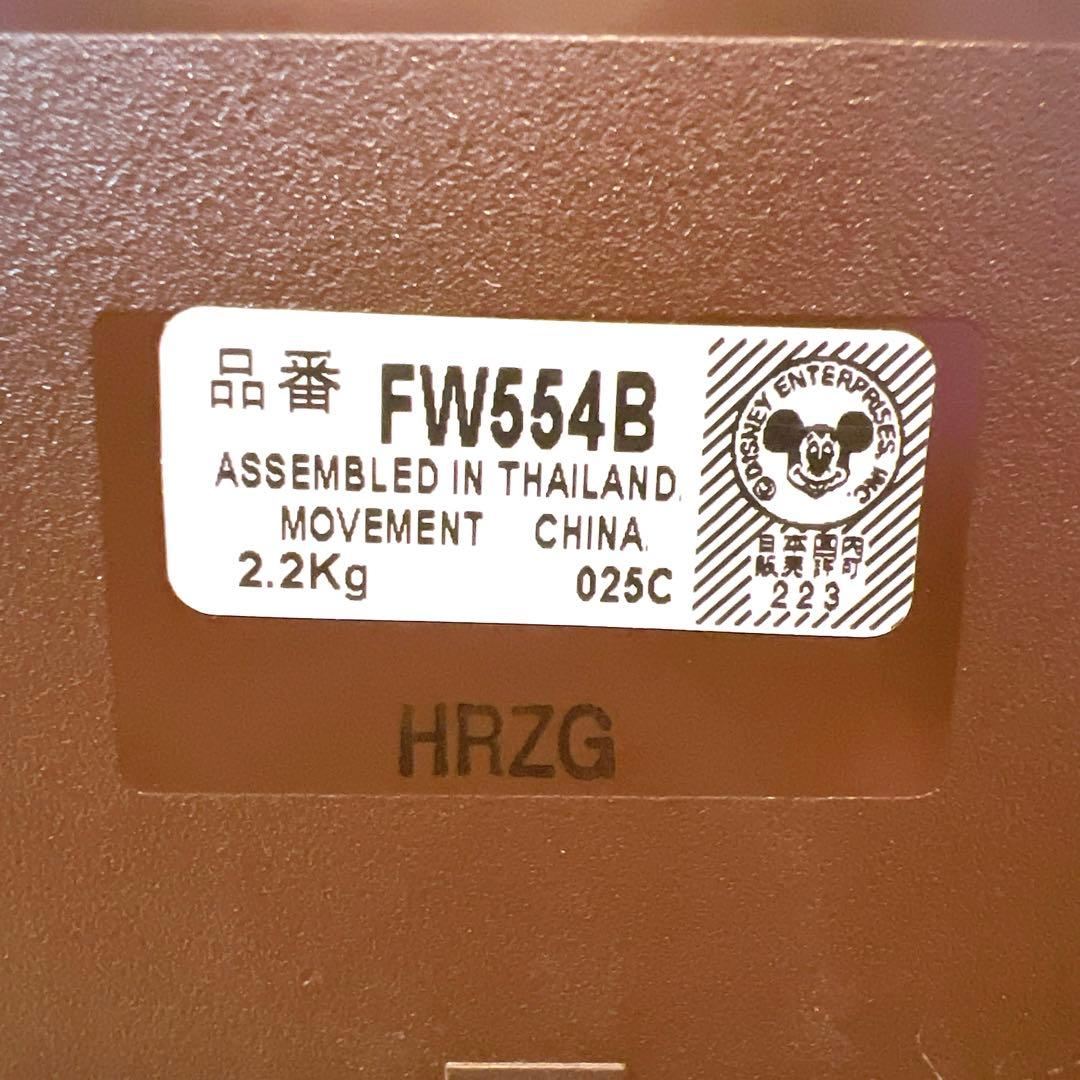 品番 FW554B
ASSEMBLED IN THAILAND.
MOVEMENT CHINA.
2.2Kg 025C
© DISNEY ENTERPRISES, INC.
日本国内
販売許可
223
HRZG